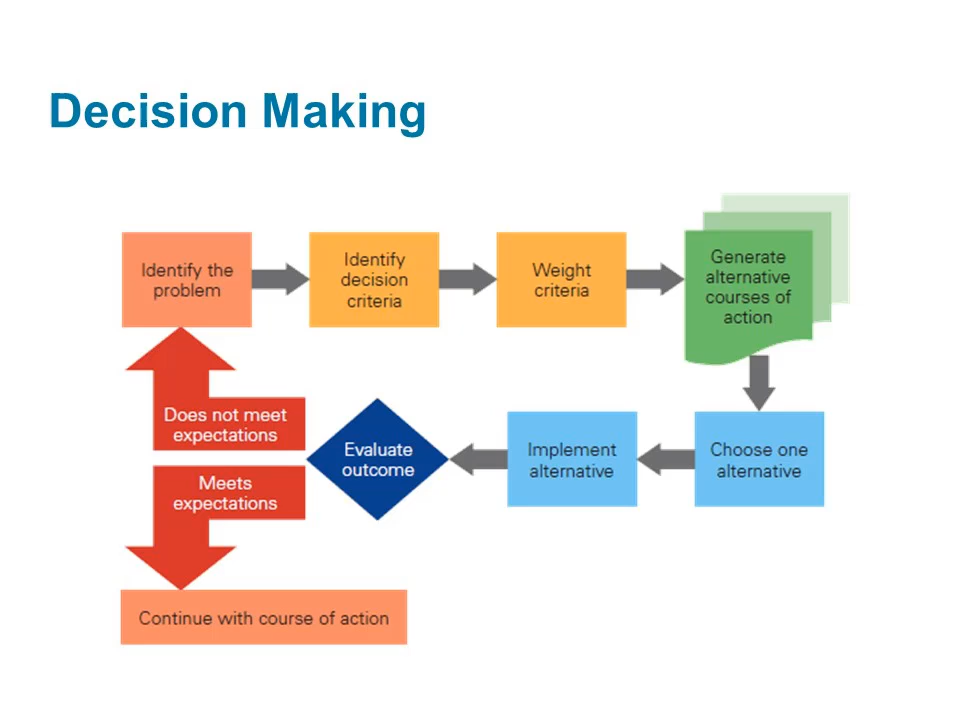 Decision Making
Identify the
problem
Identify
decision
criteria
Weight
criteria
Generate
alternative
courses of
action
Does not meet
expectations
Meets
expectations
Evaluate
outcome
Implement
alternative
Choose one
alternative
Continue with course of action